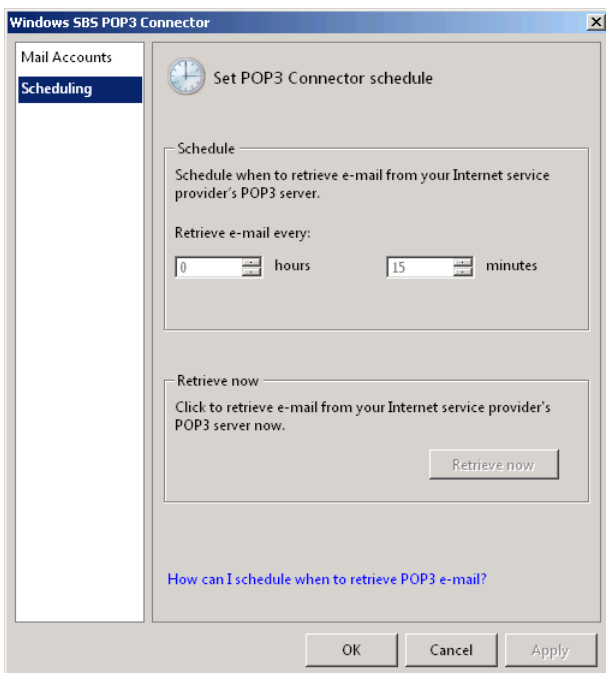 Windows SBS POP3 Connector
Mail Accounts
Scheduling
Set POP3 Connector schedule
Schedule
Schedule when to retrieve e-mail from your Internet service
provider's POP3 server.
Retrieve e-mail every:
0 hours 15 minutes
Retrieve now
Click to retrieve e-mail from your Internet service provider's
POP3 server now.
Retrieve now
How can I schedule when to retrieve POP3 e-mail?
OK Cancel Apply